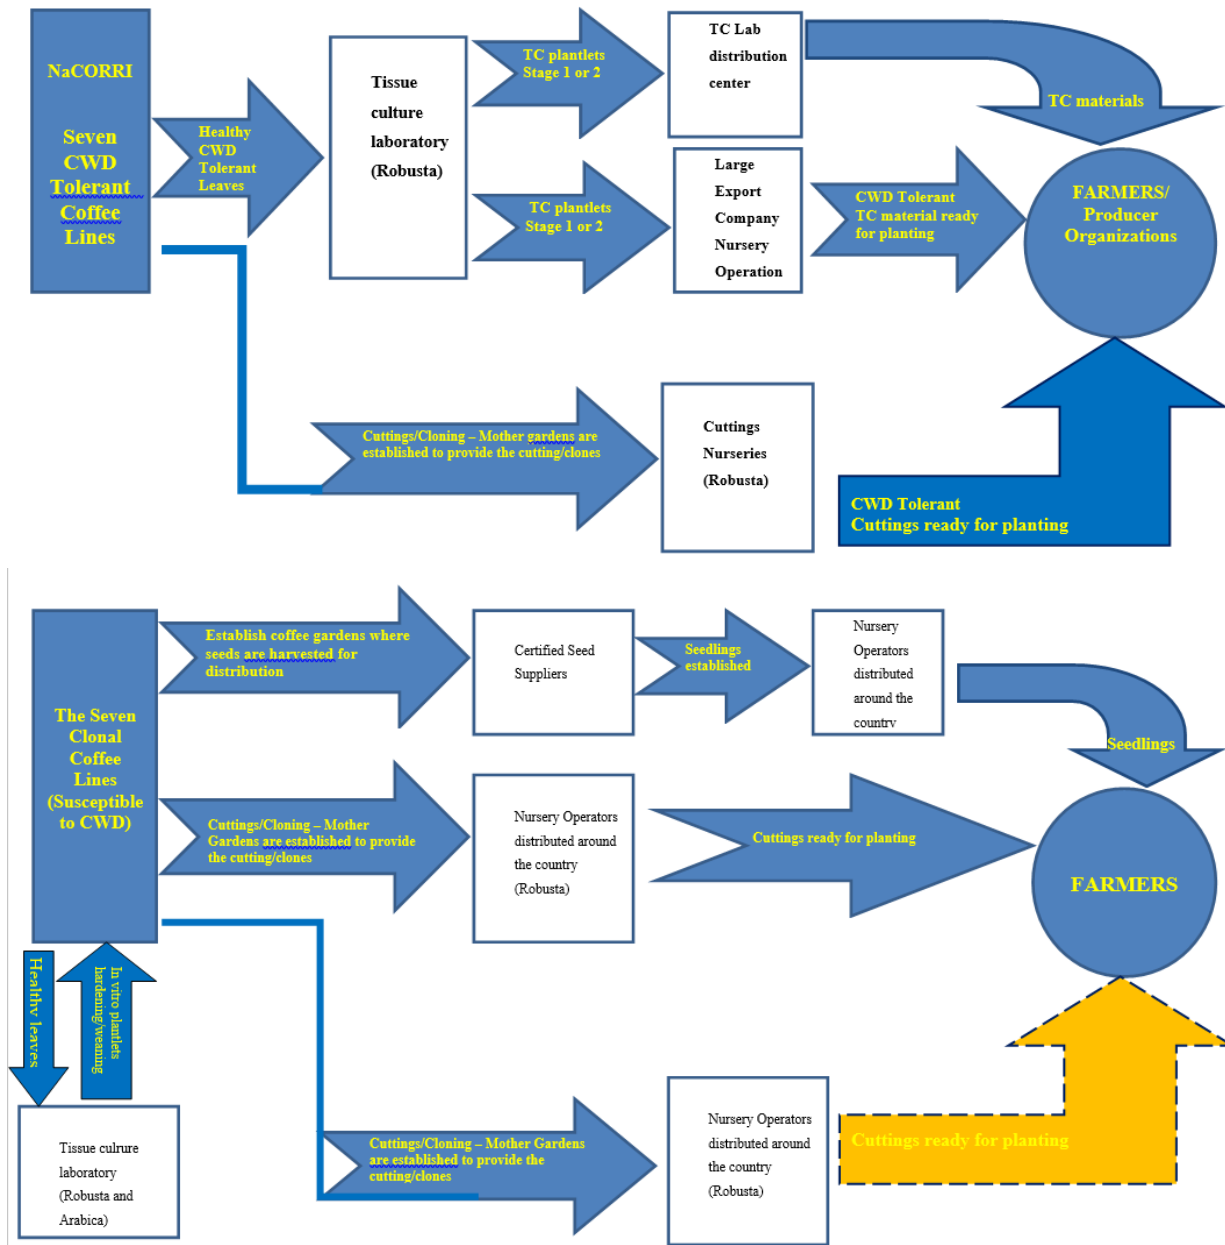 NaCORRI
Seven
CWD
Tolerant
Coffee
Lines
Healthy
CWD
Tolerant
Leaves
Tissue
culture
laboratory
(Robusta)
TC plantlets
Stage 1 or 2
TC Lab
distribution
center
TC materials
TC plantlets
Stage 1 or 2
Large
Export
Company
Nursery
Operation
CWD Tolerant
TC material ready
for planting
FARMERS/
Producer
Organizations
Cuttings/Cloning – Mother gardens are
established to provide the cutting/clones
Cuttings
Nurseries
(Robusta)
CWD Tolerant
Cuttings ready for planting
The Seven
Clonal
Coffee
Lines
(Susceptible
to CWD)
Establish coffee gardens where
seeds are harvested for
distribution
Certified Seed
Suppliers
Seedlings
established
Nursery
Operators
distributed
around the
country
Seedlings
Cuttings/Cloning – Mother
Gardens are established to provide
the cutting/clones
Nursery Operators
distributed around
the country
(Robusta)
Cuttings ready for planting
FARMERS
Healthy leaves
In vitro plantlets
hardening/weaning
Tissue culrure
laboratory
(Robusta and
Arabica)
Cuttings/Cloning – Mother Gardens
are established to provide the
cutting/clones
Nursery Operators
distributed around
the country
(Robusta)
Cuttings ready for planting